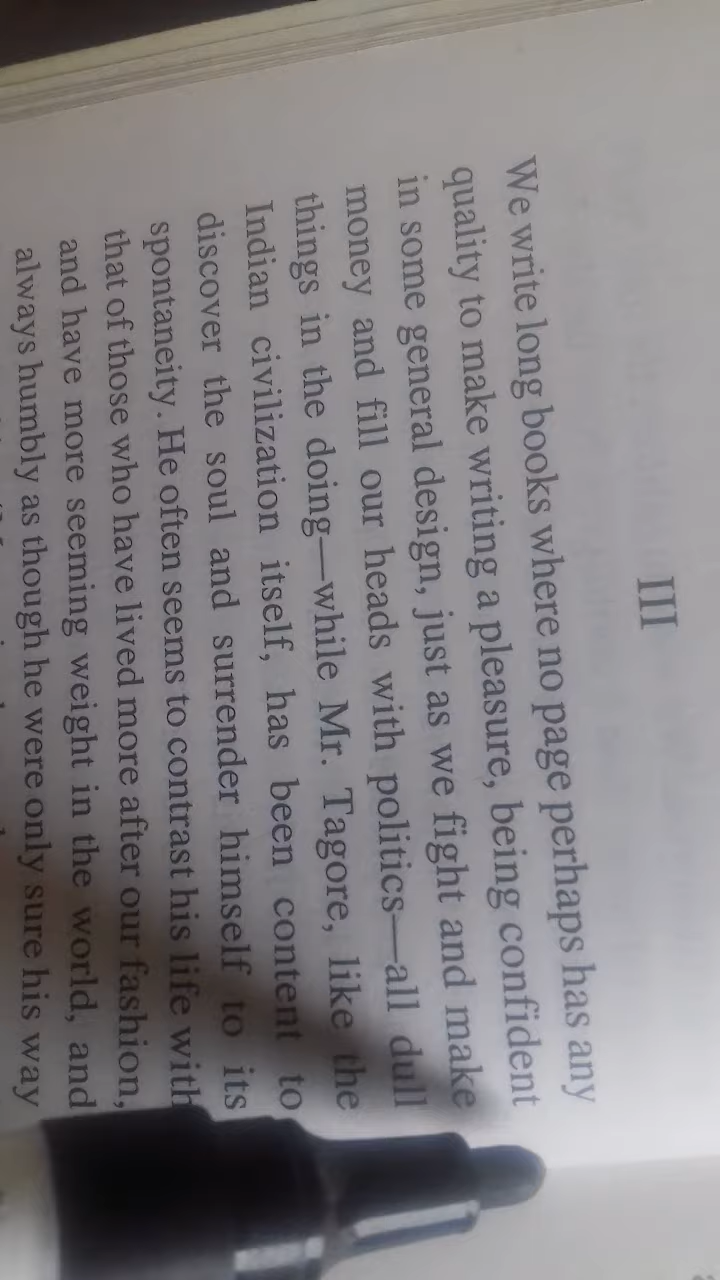 III
We write long books where no page perhaps has any
quality to make writing a pleasure, being confident
in some general design, just as we fight and make
money and fill our heads with politics—all dull
things in the doing—while Mr. Tagore, like the
Indian civilization itself, has been content to
discover the soul and surrender himself to its
spontaneity. He often seems to contrast his life with
that of those who have lived more after our fashion,
and have more seeming weight in the world, and
always humbly as though he were only sure his way